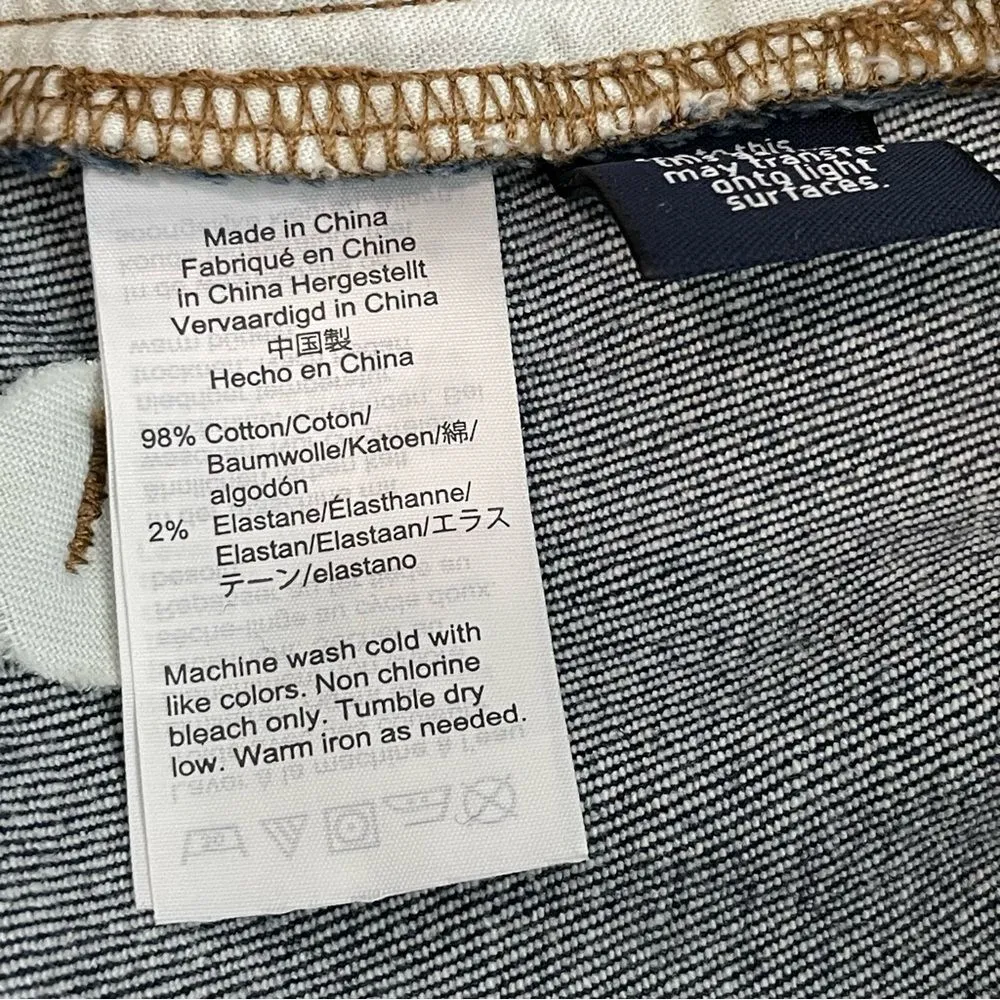 Made in China
Fabriqué en Chine
in China Hergestellt
Vervaardigd in China
中国製
Hecho en China
98% Cotton/Coton/
Baumwolle/Katoen/綿/
algodón
2% Elastane/Élasthanne/
Elastan/Elastaan/エラス
テーン/elastano
Machine wash cold with
like colors. Non chlorine
bleach only. Tumble dry
low. Warm iron as needed.
this
may transfer
onto light
surfaces.